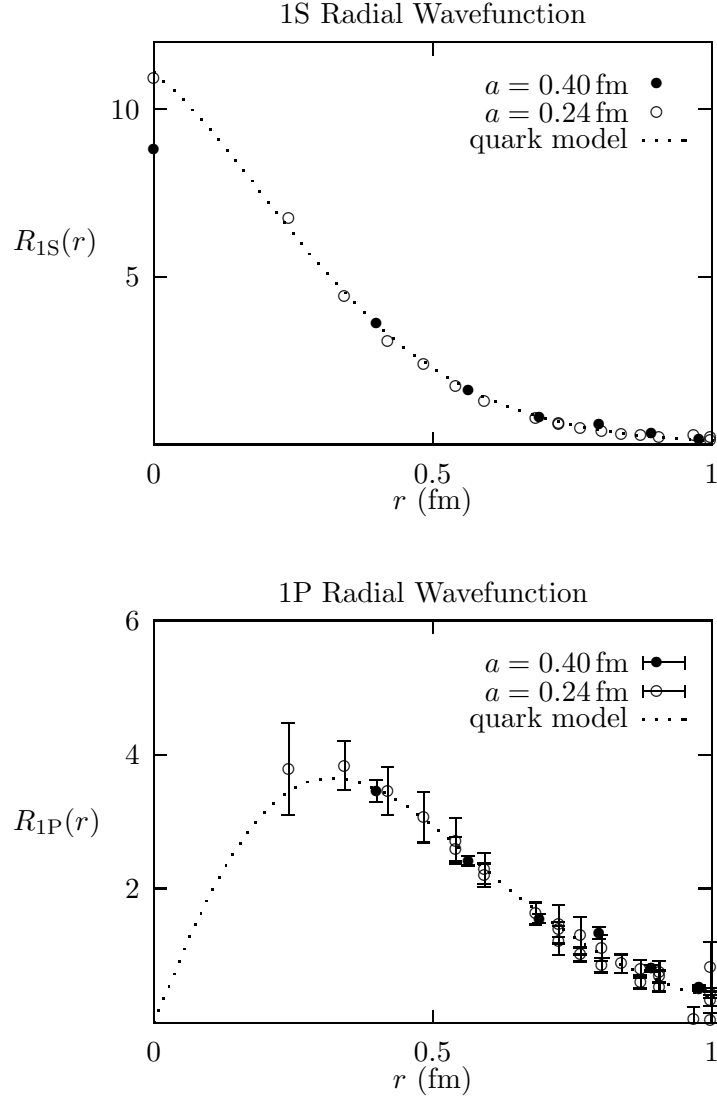 1S Radial Wavefunction
10
5
R1S(r)
a = 0.40 fm
a = 0.24 fm
quark model
0
0.5
1
r (fm)
1P Radial Wavefunction
6
4
2
R1P(r)
a = 0.40 fm
a = 0.24 fm
quark model
0
0.5
1
r (fm)